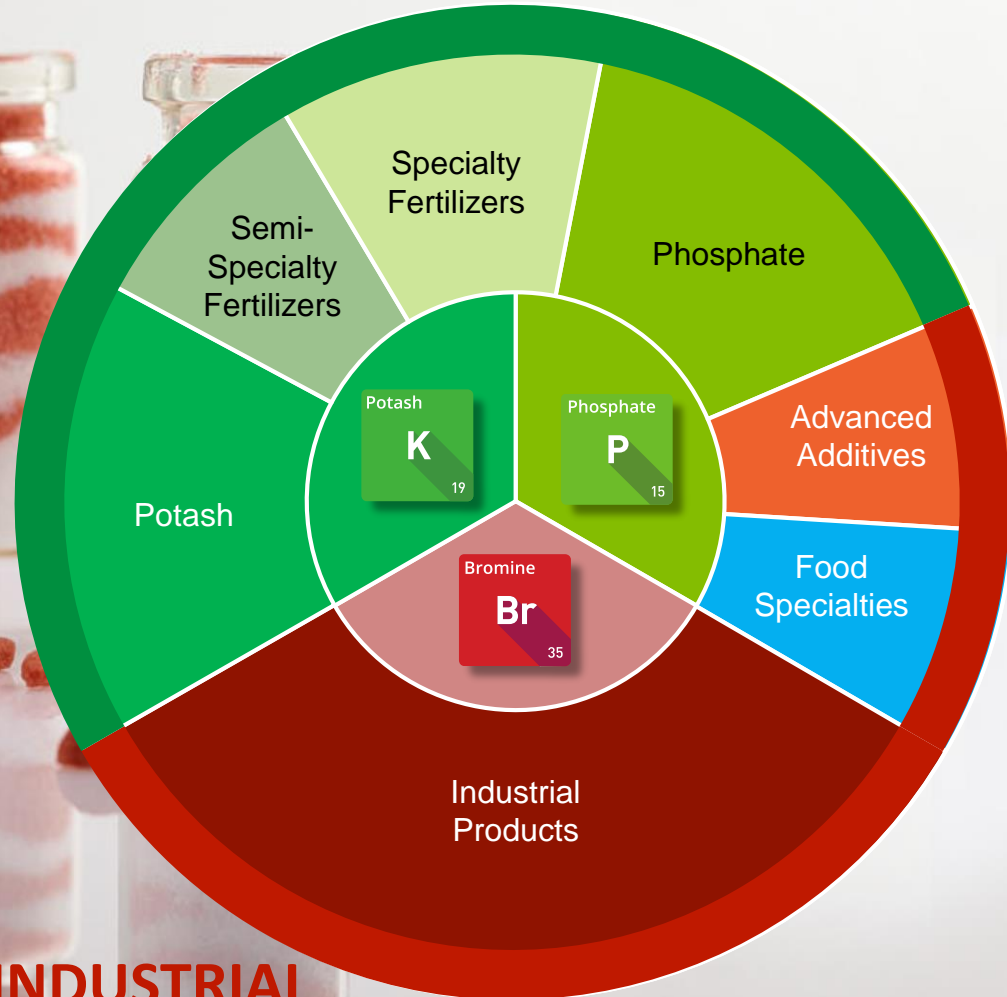 Specialty
Fertilizers
Semi-
Specialty
Fertilizers
Phosphate
Potash
K
19
Phosphate
P
15
Advanced
Additives
Potash
Bromine
Br
35
Food
Specialties
Industrial
Products
INDUSTRIAL